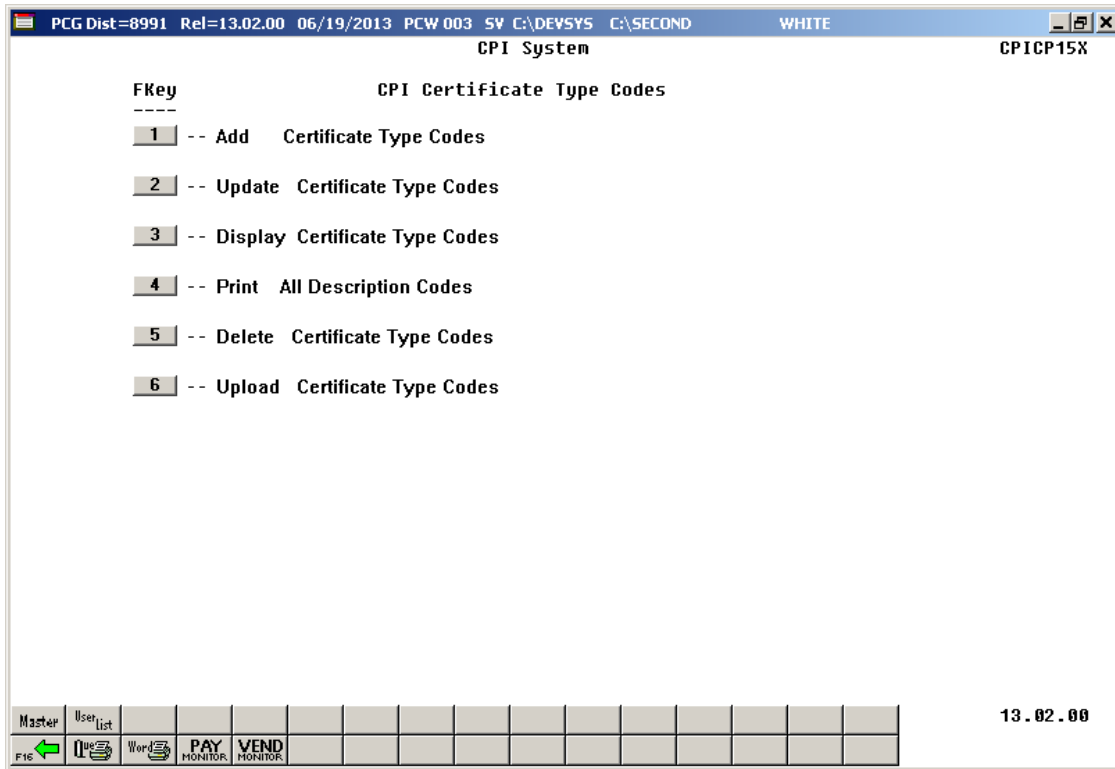 PCG Dist=8991 Rel=13.02.00 06/19/2013 PCW 003 SV C:\DEVSYS C:\SECOND WHITE
CPI System CPICP15X
FKey CPI Certificate Type Codes
----
1 -- Add Certificate Type Codes
2 -- Update Certificate Type Codes
3 -- Display Certificate Type Codes
4 -- Print All Description Codes
5 -- Delete Certificate Type Codes
6 -- Upload Certificate Type Codes
Master User List 13.02.00
F16 Que Word PAY MONITOR VEND MONITOR